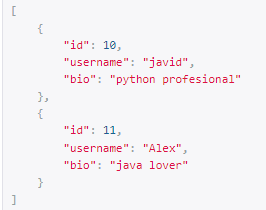 [
    {
        "id": 10,
        "username": "javid",
        "bio": "python profesional"
    },
    {
        "id": 11,
        "username": "Alex",
        "bio": "java lover"
    }
]